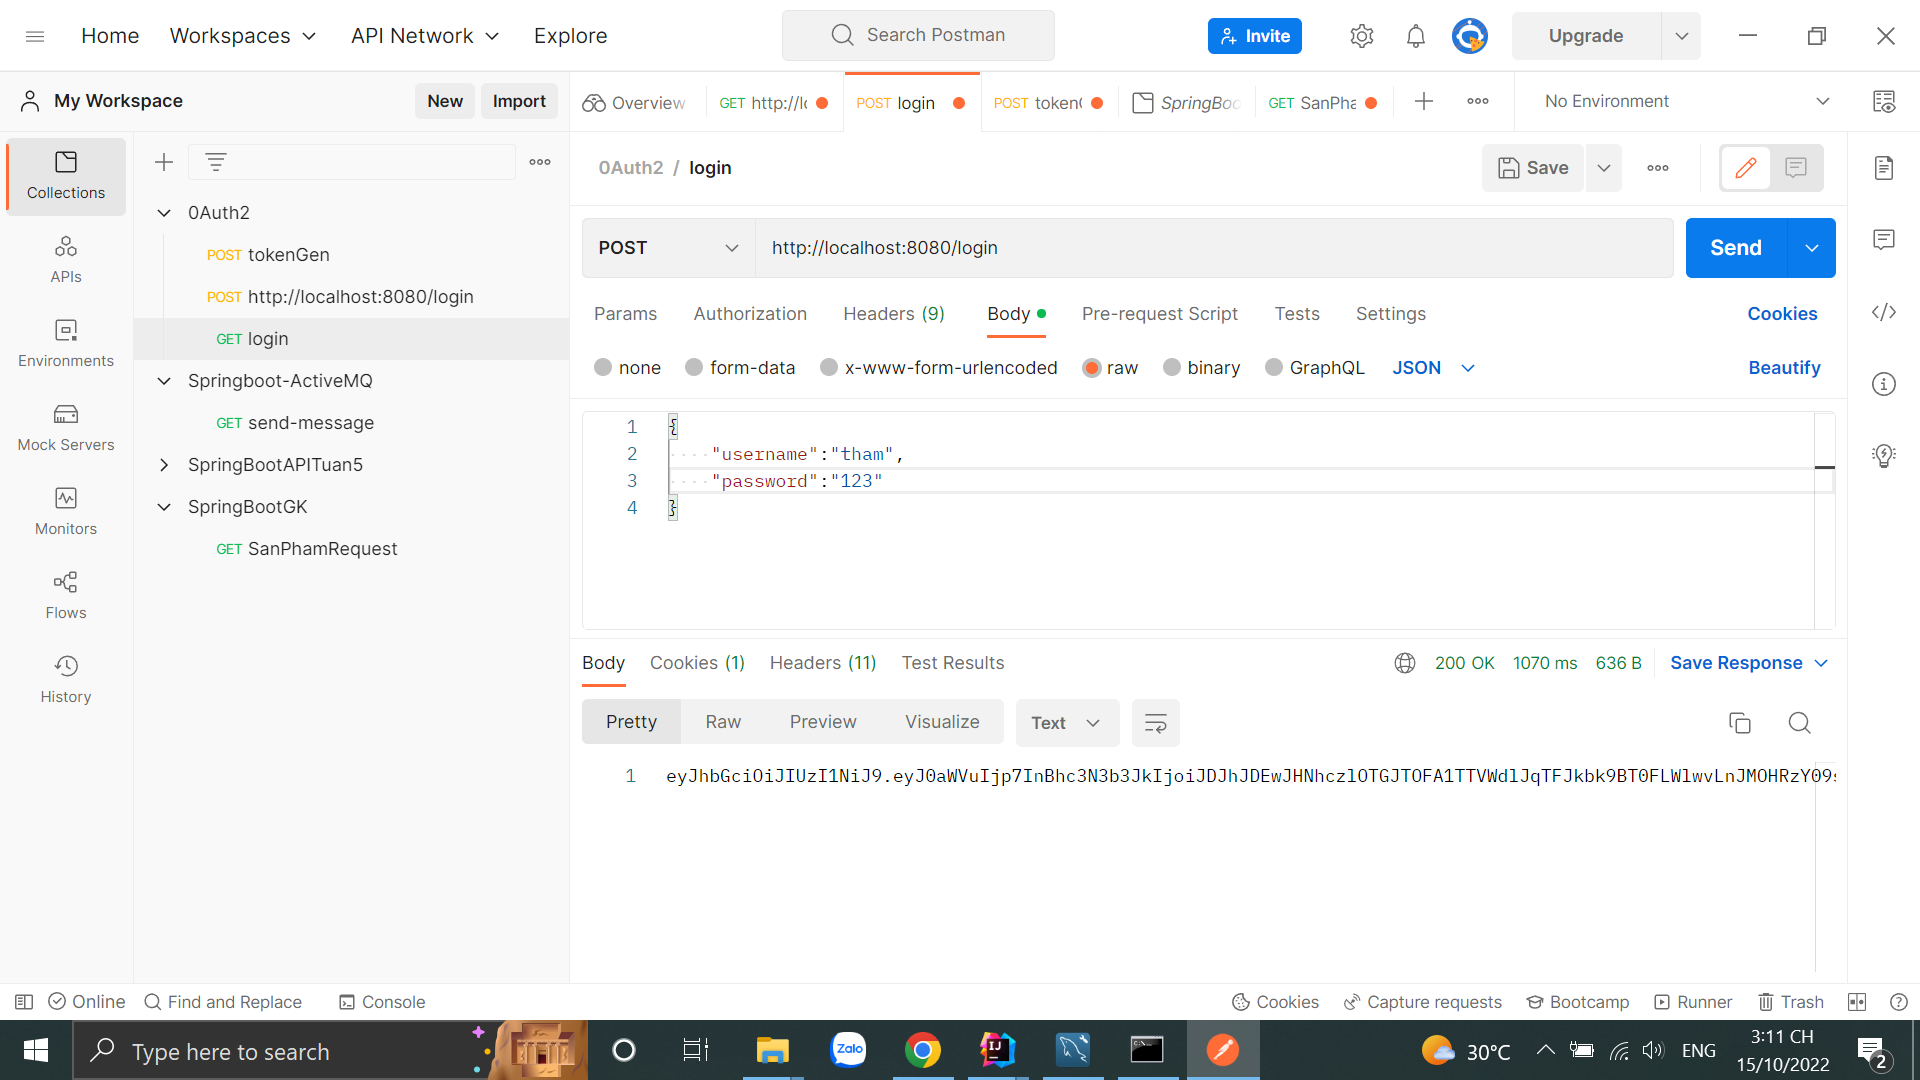 Home
Workspaces
API Network
Explore
Search Postman
Invite
Upgrade
My Workspace
New
Import
Overview
GET http://lo
POST login
POST token
SpringBoo
GET SanPha
No Environment
Collections
APIs
Environments
Mock Servers
Monitors
Flows
History
0Auth2
POST tokenGen
POST http://localhost:8080/login
GET login
Springboot-ActiveMQ
GET send-message
SpringBootAPITuan5
SpringBootGK
GET SanPhamRequest
0Auth2 / login
Save
POST
http://localhost:8080/login
Send
Params
Authorization
Headers (9)
Body
Pre-request Script
Tests
Settings
Cookies
none
form-data
x-www-form-urlencoded
raw
binary
GraphQL
JSON
Beautify
1 {
2 "username":"tham",
3 "password":"123"
4 }
Body
Cookies (1)
Headers (11)
Test Results
200 OK
1070 ms
636 B
Save Response
Pretty
Raw
Preview
Visualize
Text
1 eyJhbGciOiJIUzI1NiJ9.eyJ0aWVuIjp7InBhc3N3b3JkIjoiJDJhJDEwJHNhczlOTGJTOFA1TTVWdlJqTFJkbk9BT0FLWlwvLnJMOHRzY09s
Online
Find and Replace
Console
Cookies
Capture requests
Bootcamp
Runner
Trash
Type here to search
Zalo
IJ
30°C
ENG
3:11 CH
15/10/2022
2